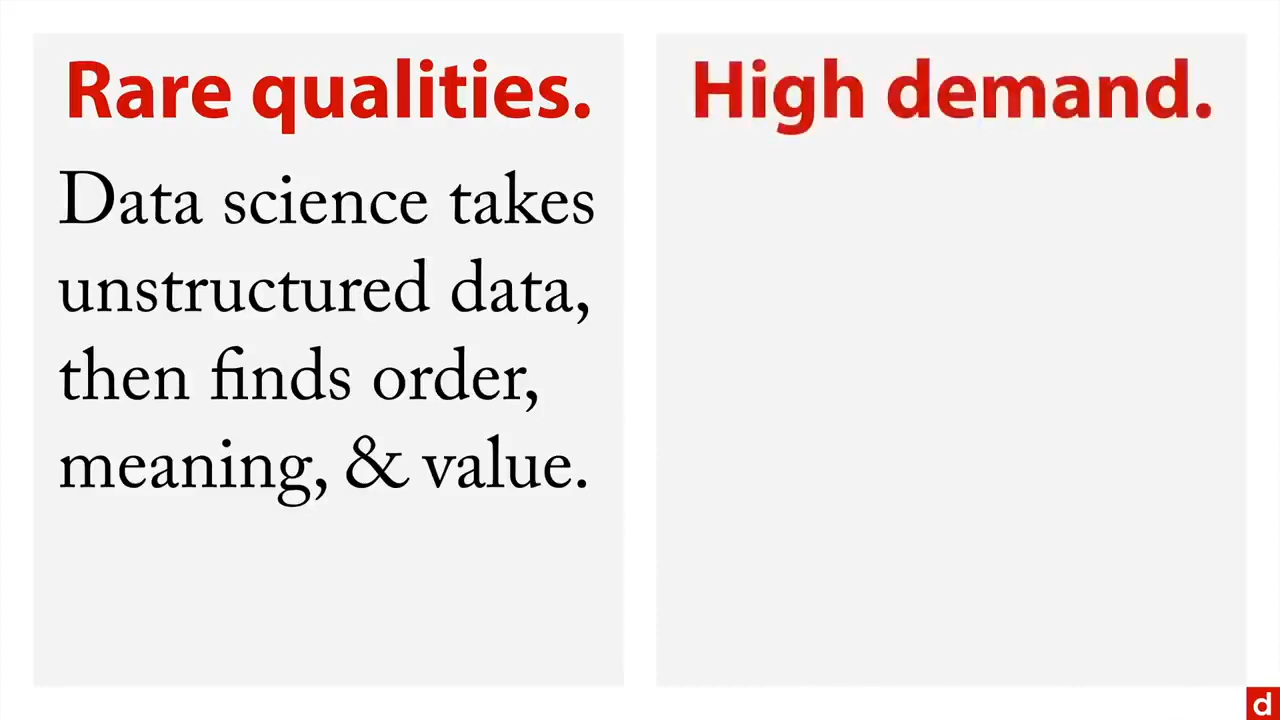 Rare qualities.
Data science takes
unstructured data,
then finds order,
meaning, & value.
High demand.
d